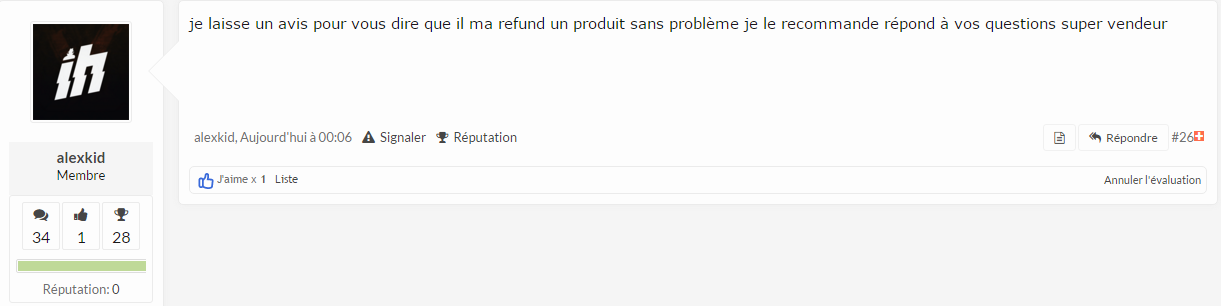 je laisse un avis pour vous dire que il ma refund un produit sans problème je le recommande répond à vos questions super vendeur
ih
alexkid
Membre
34 1 28
Réputation: 0
alexkid, Aujourd'hui à 00:06 Signaler Réputation Répondre #26
J'aime x 1 Liste Annuler l'évaluation